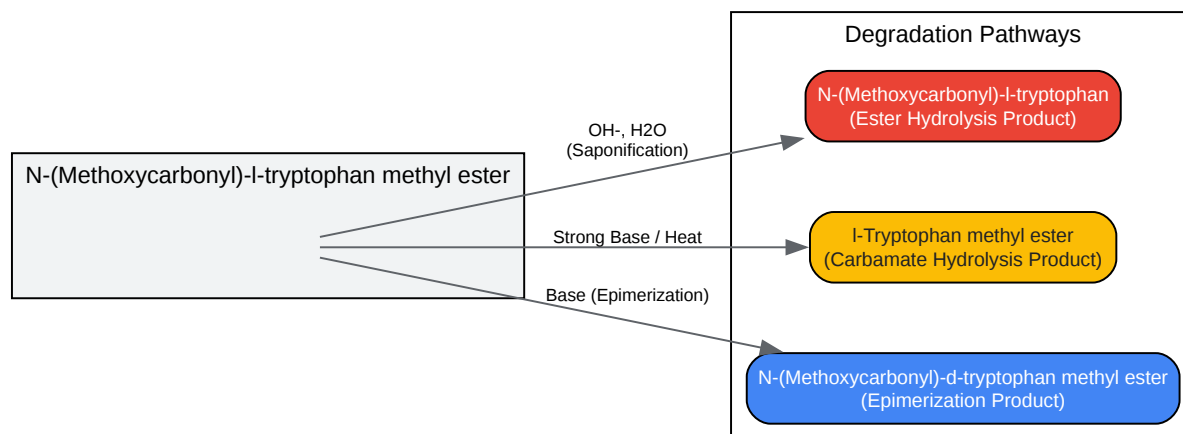 Degradation Pathways
N-(Methoxycarbonyl)-l-tryptophan methyl ester
OH-, H2O
(Saponification)
N-(Methoxycarbonyl)-l-tryptophan
(Ester Hydrolysis Product)
Strong Base / Heat
l-Tryptophan methyl ester
(Carbamate Hydrolysis Product)
Base (Epimerization)
N-(Methoxycarbonyl)-d-tryptophan methyl ester
(Epimerization Product)